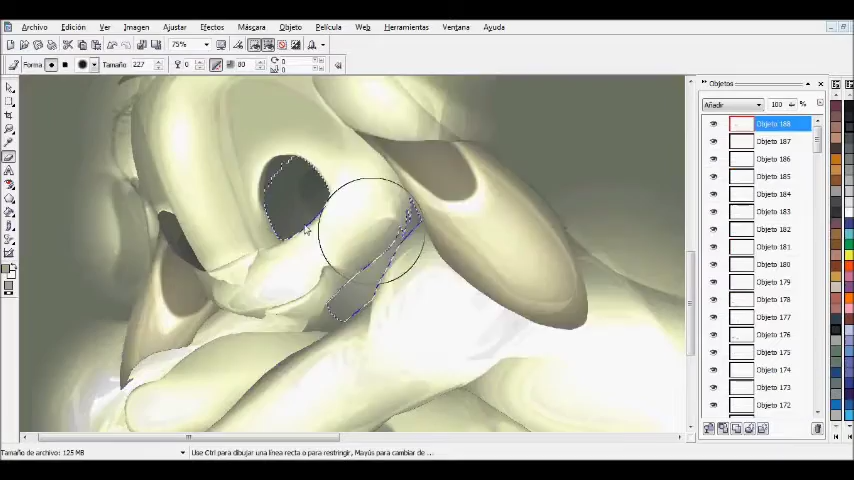 Archivo Edición Ver Imagen Ajustar Efectos Máscara Objeto Película Web Herramientas Ventana Ayuda
75%
Forma Tamaño 227 0 80 0
0
Objetos
Añadir 100 %
Objeto 188
Objeto 187
Objeto 186
Objeto 185
Objeto 184
Objeto 183
Objeto 182
Objeto 181
Objeto 180
Objeto 179
Objeto 178
Objeto 177
Objeto 176
Objeto 175
Objeto 174
Objeto 173
Objeto 172
Tamaño de archivo: 125 MB Use Ctrl para dibujar una línea recta o para restringir, Mayús para cambiar de ...